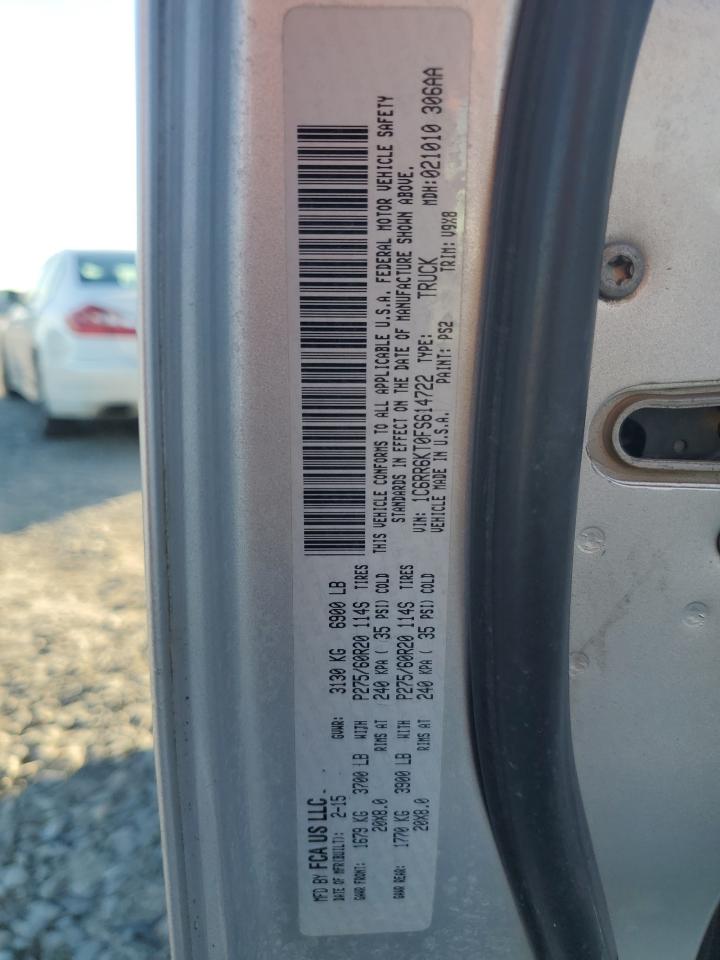 MFD BY FCA US LLC
DATE OF MFR(BUILT): 2-15 GVWR: 3130 KG 6900 LB
GAWR FRONT: 1679 KG 3700 LB WITH P275/60R20 114S TIRES
20X8.0 RIMS AT 240 KPA ( 35 PSI) COLD
GAWR REAR: 1770 KG 3900 LB WITH P275/60R20 114S TIRES
20X8.0 RIMS AT 240 KPA ( 35 PSI) COLD
THIS VEHICLE CONFORMS TO ALL APPLICABLE U.S.A. FEDERAL MOTOR VEHICLE SAFETY
STANDARDS IN EFFECT ON THE DATE OF MANUFACTURE SHOWN ABOVE.
VIN: 1C6RR6KT0FS614722 TYPE: TRUCK MDH:021010 306AA
VEHICLE MADE IN U.S.A. PAINT: PS2 TRIM: V9X8